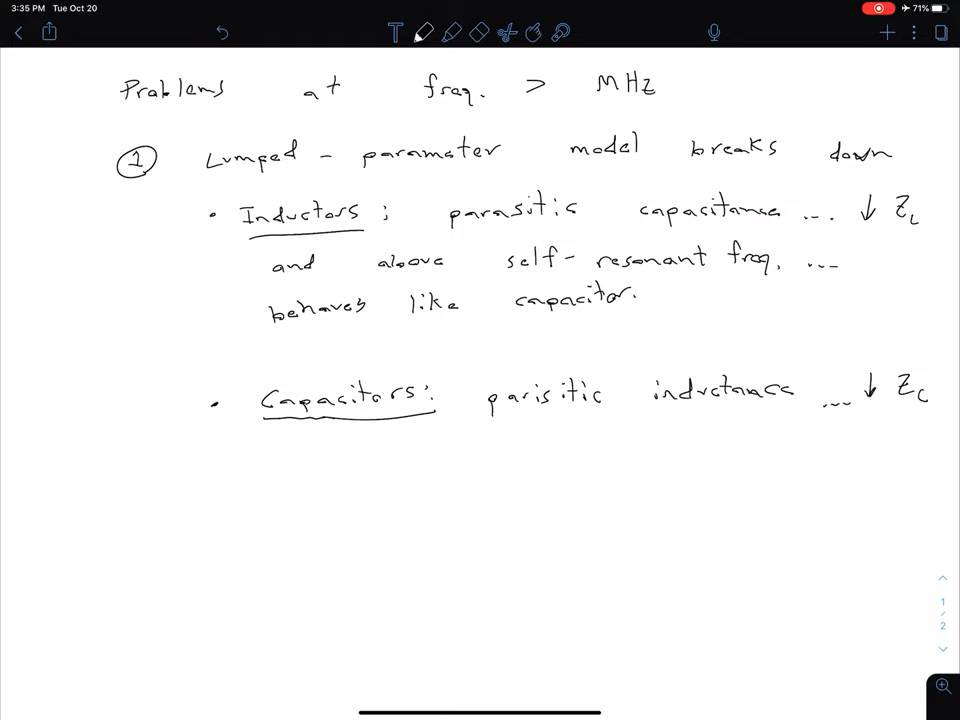 3:35 PM Tue Oct 20
71%
T
Problems at freq. > MHz
1 Lumped - parameter model breaks down
• Inductors : parasitic capacitance ... ↓ Z_L
and above self-resonant freq. ...
behaves like capacitor.
• Capacitors: parisitic inductance ... ↓ Z_C
1
/
2